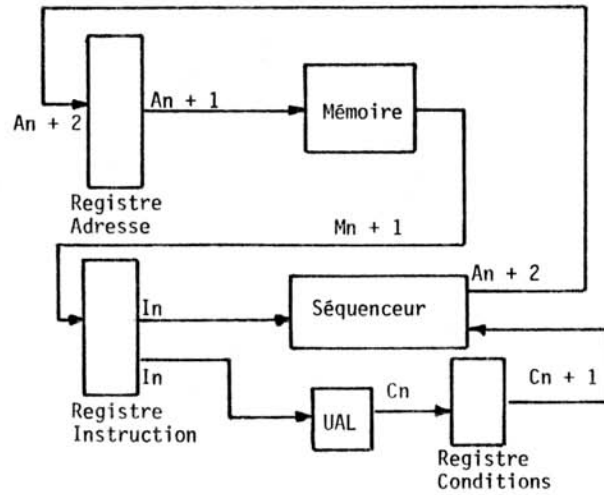 An + 2
An + 1
Mémoire
Registre
Adresse
Mn + 1
An + 2
In
Séquenceur
In
Cn + 1
Cn
UAL
Registre
Instruction
Registre
Conditions